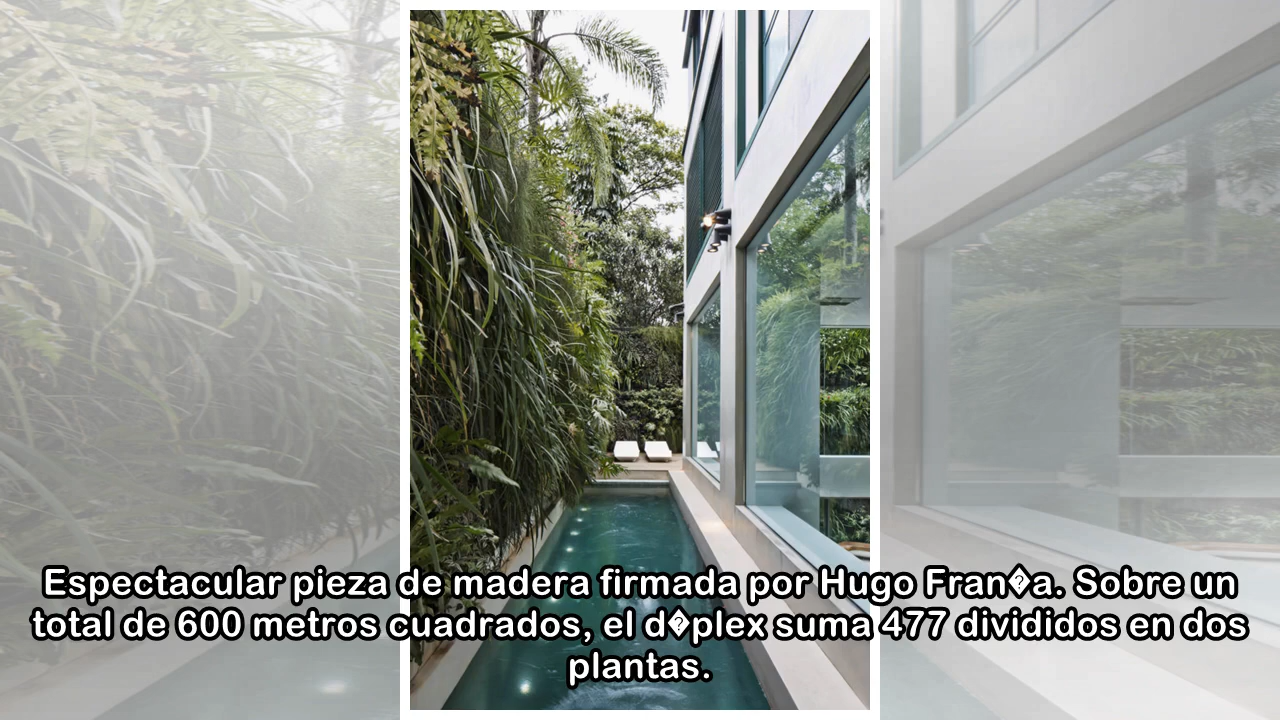 Espectacular pieza de madera firmada por Hugo Fran�a. Sobre un
total de 600 metros cuadrados, el d�plex suma 477 divididos en dos
plantas.